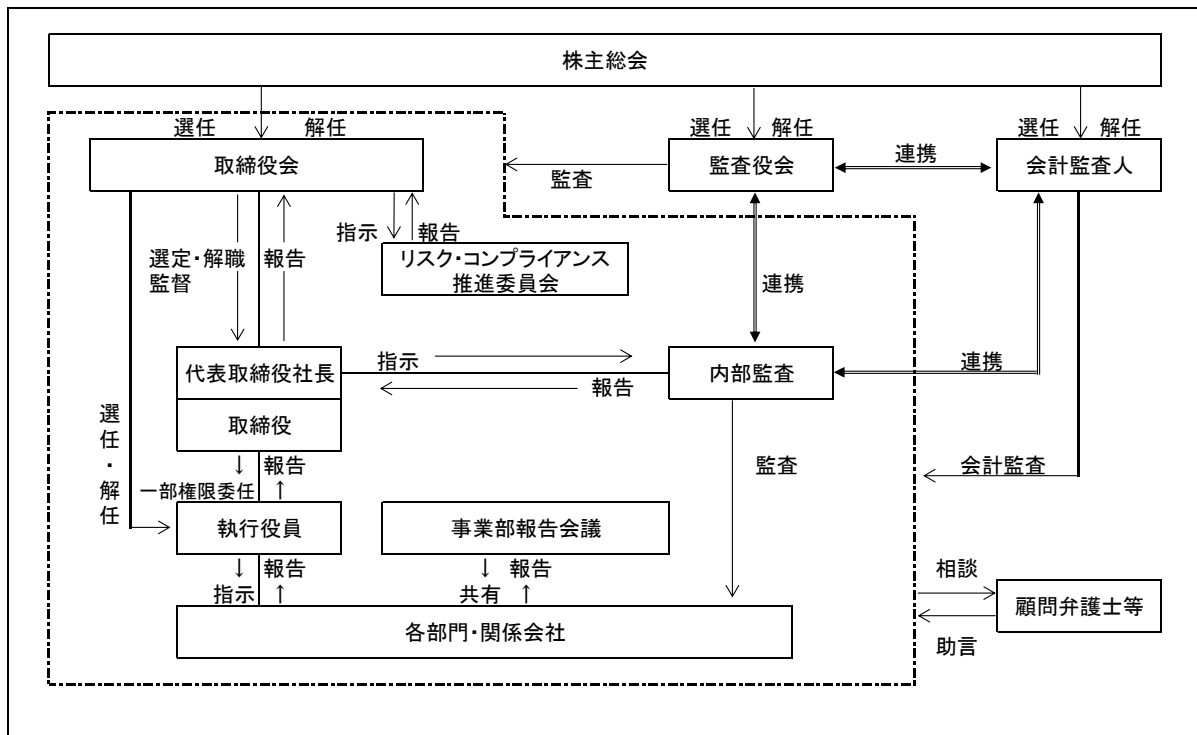 株主総会
選任 解任
選任 解任
選任 解任
取締役会
監査役会
会計監査人
連携
監査
指示 報告
選定・解職
監督
報告
リスク・コンプライアンス
推進委員会
連携
代表取締役社長
指示
報告
内部監査
連携
取締役
選任・解任
↓ 報告
一部権限委任 ↑
監査
会計監査
執行役員
事業部報告会議
↓ 報告
指示 ↑
↓ 報告
共有 ↑
相談
顧問弁護士等
助言
各部門・関係会社